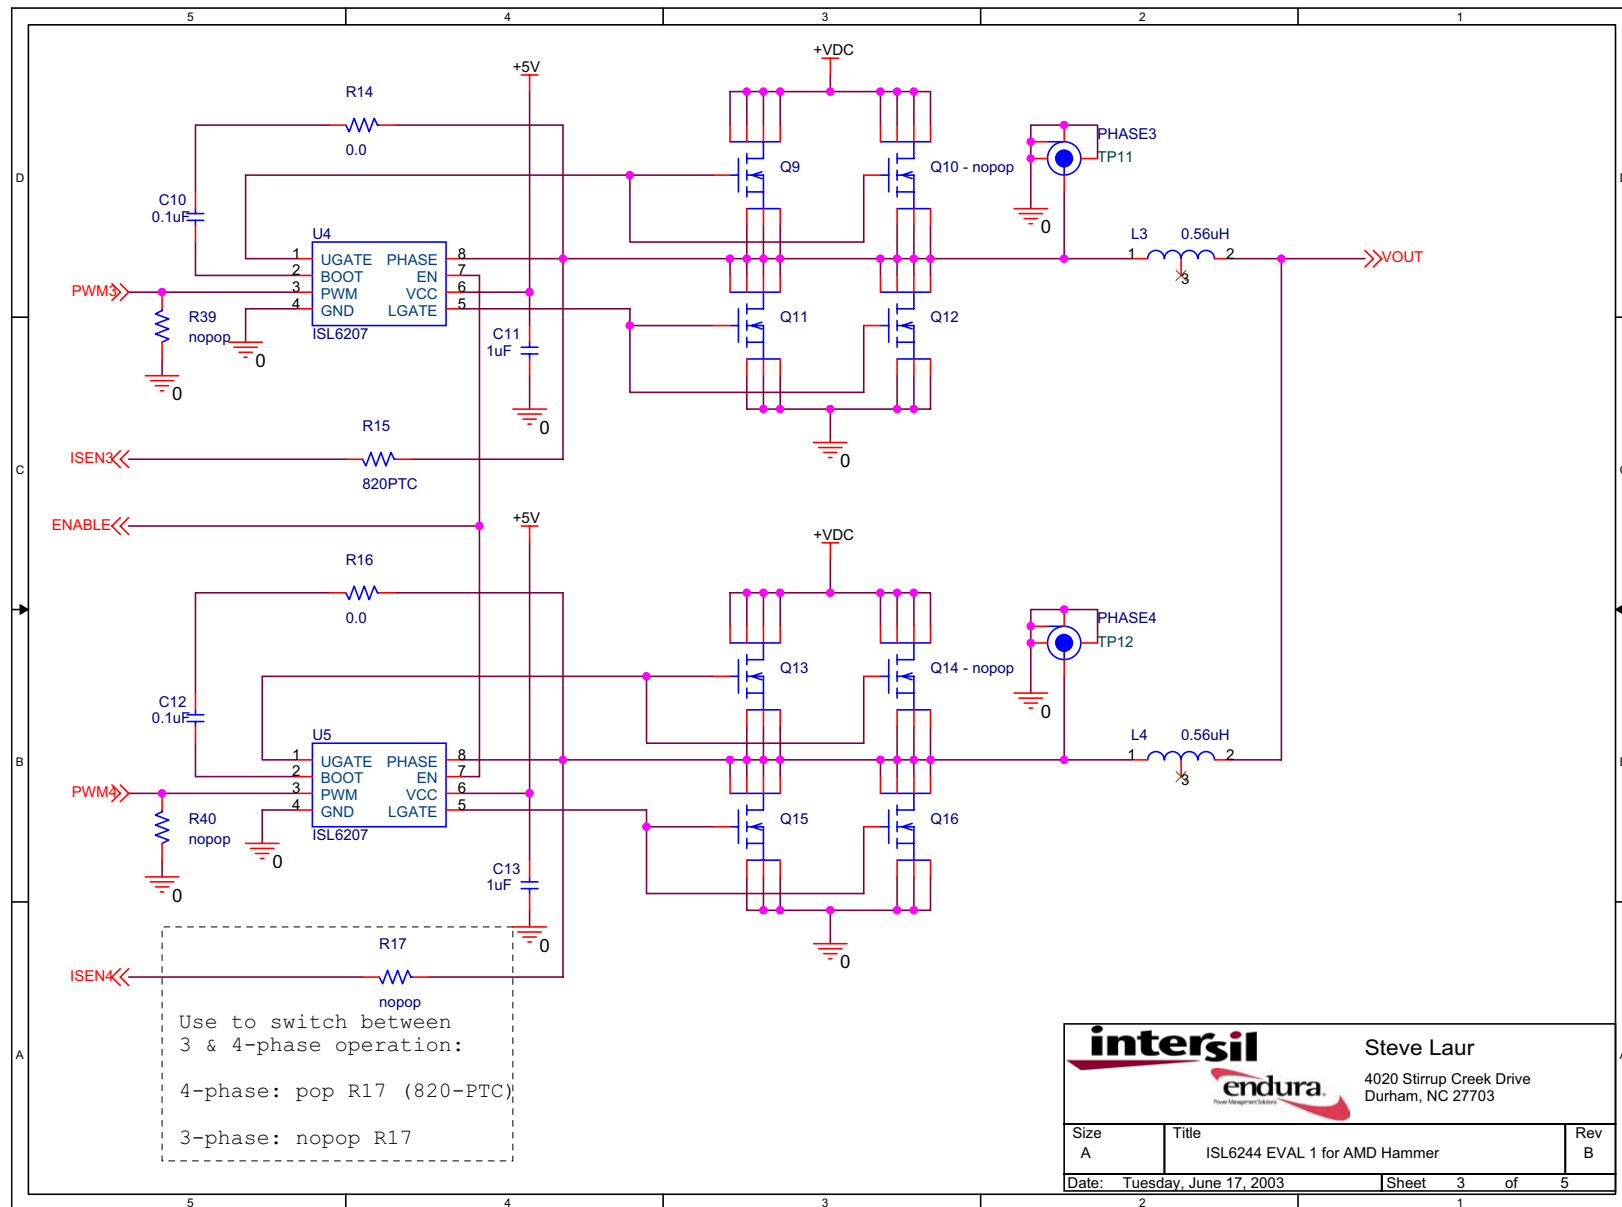 5 4 3 2 1
+VDC
+5V
R14
0.0
PHASE3
TP11
D
Q9
Q10 - nopop
C10
0.1uF
0
U4
L3 0.56uH
1 UGATE PHASE 8
2 BOOT EN 7
3 PWM VCC 6
4 GND LGATE 5
ISL6207
1 2
3
VOUT
PWM3
R39
nopop
0
0
C11
1uF
0
Q11
Q12
0
R15
820PTC
ISEN3
C
ENABLE
+5V
+VDC
R16
0.0
PHASE4
TP12
Q13
Q14 - nopop
C12
0.1uF
0
U5
L4 0.56uH
1 UGATE PHASE 8
2 BOOT EN 7
3 PWM VCC 6
4 GND LGATE 5
ISL6207
1 2
3
B
PWM4
R40
nopop
0
0
C13
1uF
0
Q15
Q16
0
R17
nopop
ISEN4
Use to switch between
3 & 4-phase operation:
4-phase: pop R17 (820-PTC)
3-phase: nopop R17
A
intersil
endura
Power Management Solutions
Steve Laur
4020 Stirrup Creek Drive
Durham, NC 27703
Size
A
Title
ISL6244 EVAL 1 for AMD Hammer
Rev
B
Date: Tuesday, June 17, 2003
Sheet 3 of 5
5 4 3 2 1